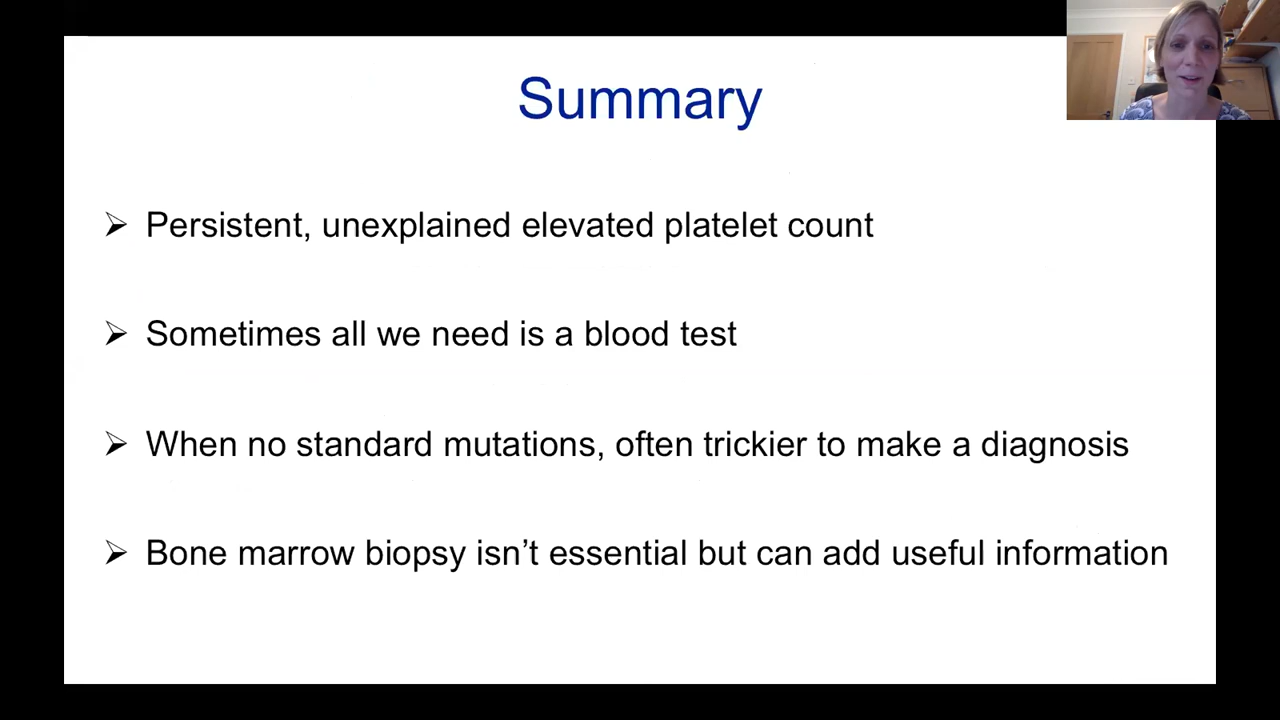 Summary
➢ Persistent, unexplained elevated platelet count
➢ Sometimes all we need is a blood test
➢ When no standard mutations, often trickier to make a diagnosis
➢ Bone marrow biopsy isn’t essential but can add useful information